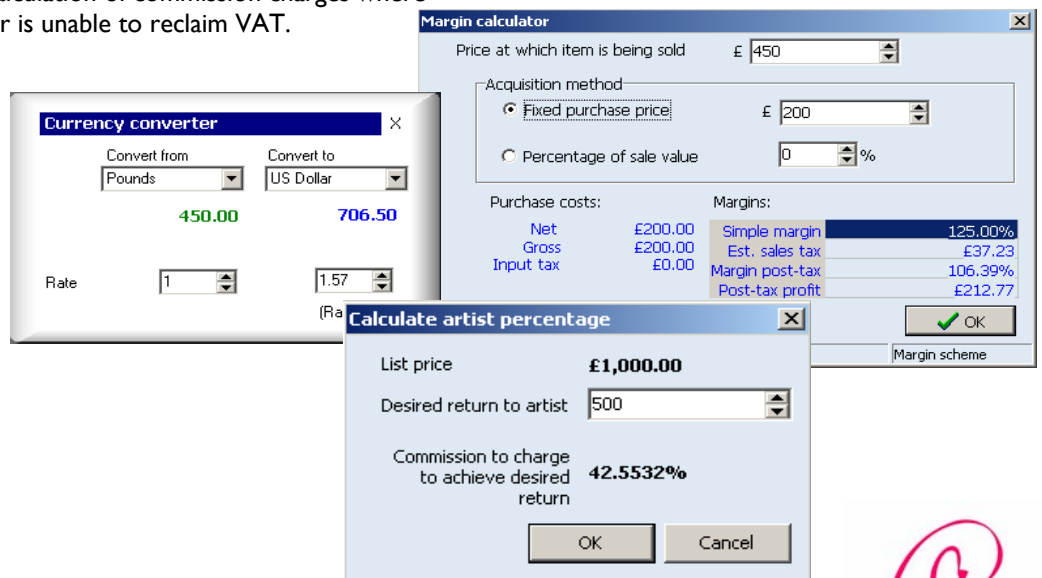 calculation of commission charges where
r is unable to reclaim VAT.
Margin calculator
Price at which item is being sold £ 450
Acquisition method
Fixed purchase price £ 200
Percentage of sale value 0 %
Purchase costs: Margins:
Net £200.00 Simple margin 125.00%
Gross £200.00 Est. sales tax £37.23
Input tax £0.00 Margin post-tax 106.39%
Post-tax profit £212.77
OK
Margin scheme
Currency converter X
Convert from Convert to
Pounds US Dollar
450.00 706.50
Rate 1 1.57
(Ra
Calculate artist percentage
List price £1,000.00
Desired return to artist 500
Commission to charge
to achieve desired 42.5532%
return
OK Cancel